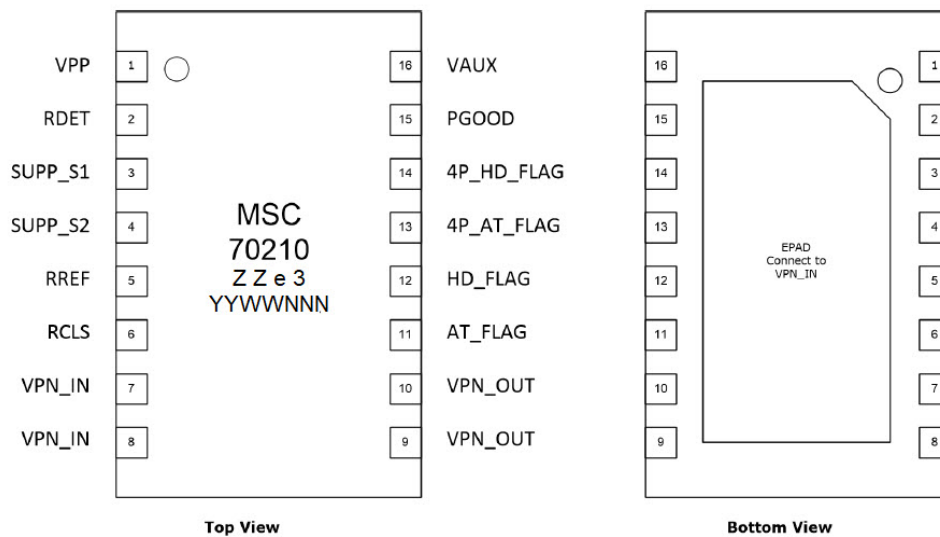 VPP 1 16 VAUX 16 1
RDET 2 15 PGOOD 15 2
SUPP_S1 3 14 4P_HD_FLAG 14 3
SUPP_S2 4 13 4P_AT_FLAG 13 4
RREF 5 12 HD_FLAG 12 5
RCLS 6 11 AT_FLAG 11 6
VPN_IN 7 10 VPN_OUT 10 7
VPN_IN 8 9 VPN_OUT 9 8
MSC
70210
Z Z e 3
YYWWNNN
EPAD
Connect to
VPN_IN
Top View
Bottom View